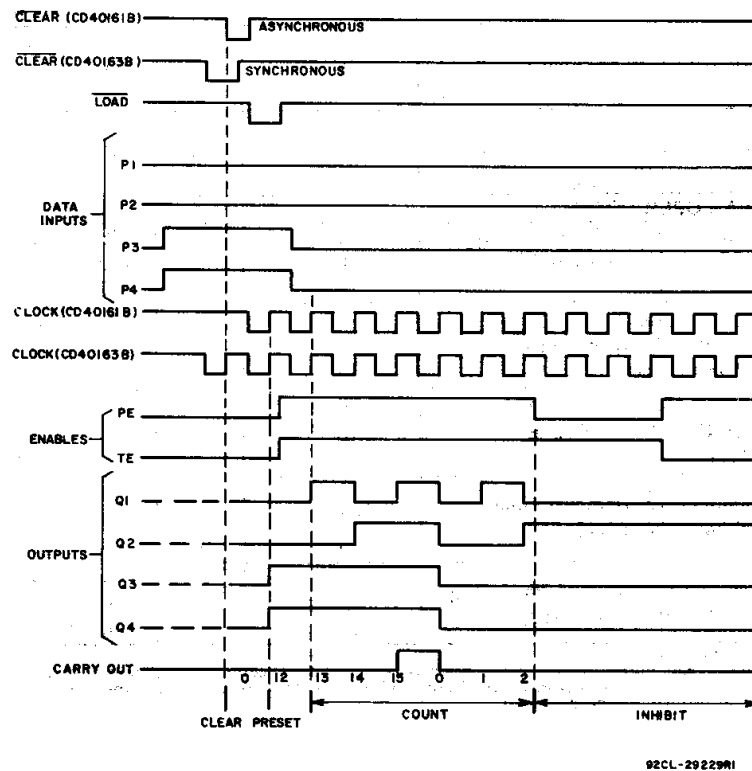 CLEAR (CD40161B)
ASYNCHRONOUS
CLEAR (CD40163B)
SYNCHRONOUS
LOAD
P1
DATA INPUTS
P2
P3
P4
CLOCK (CD40161B)
CLOCK (CD40163B)
PE
ENABLES
TE
Q1
Q2
OUTPUTS
Q3
Q4
CARRY OUT
0 12 13 14 15 0 1 2
CLEAR PRESET COUNT INHIBIT
92CL-29229R1